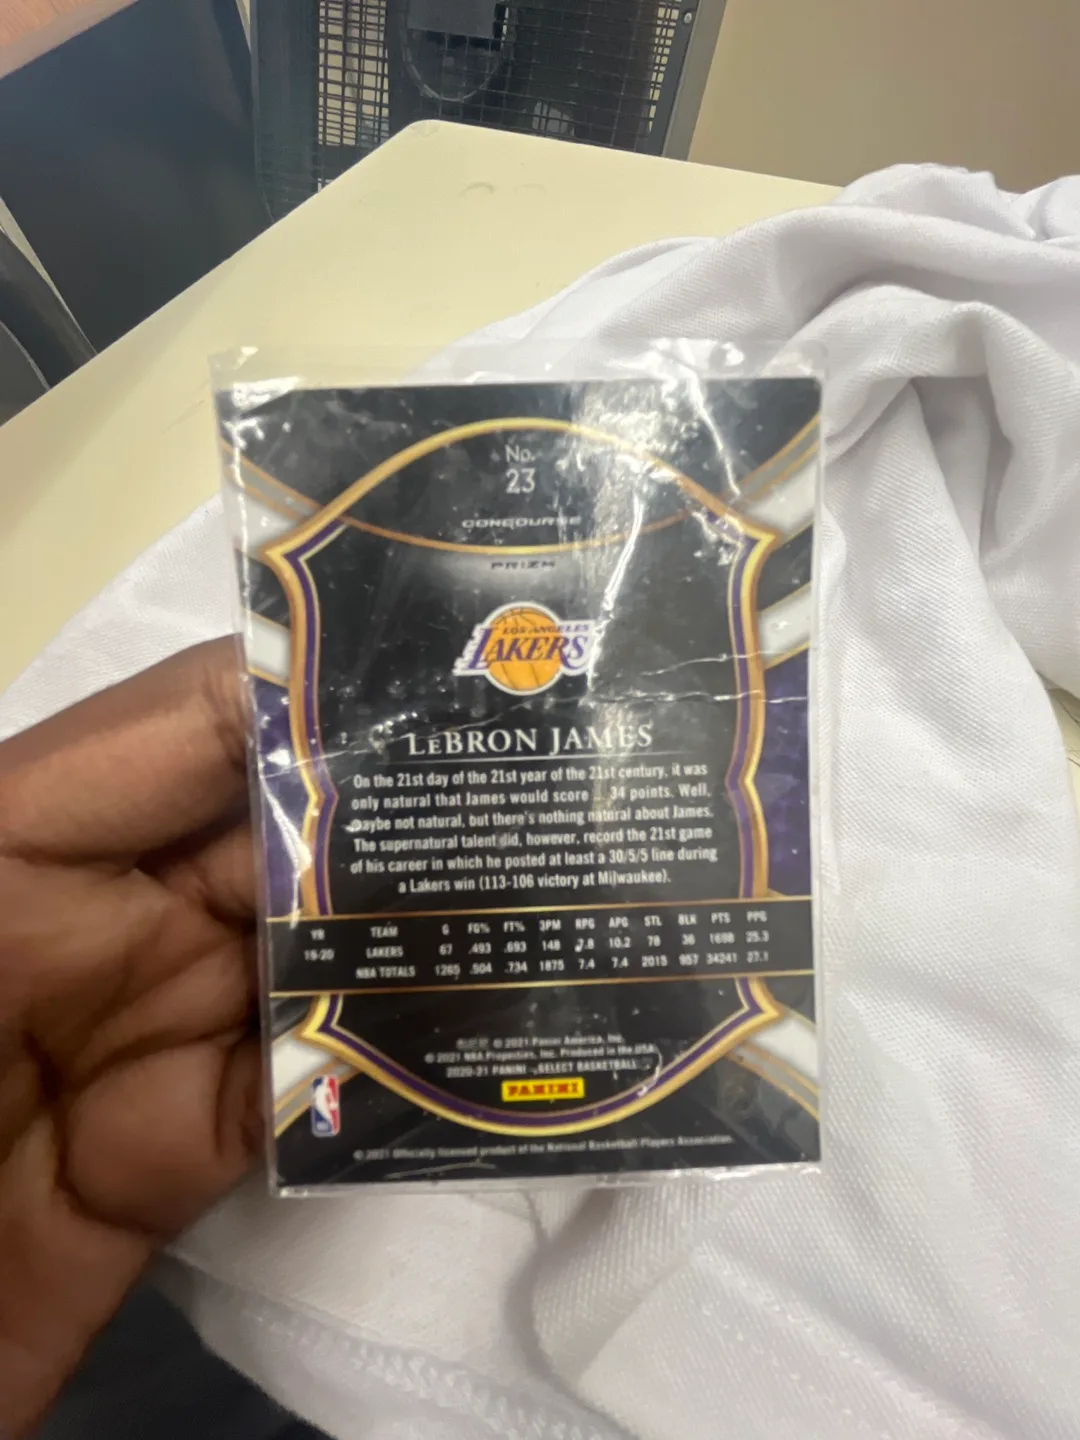 No.
23
CONCOURSE
PRIZM
LOS ANGELES
LAKERS
LEBRON JAMES
On the 21st day of the 21st year of the 21st century, it was
only natural that James would score ... 34 points. Well,
maybe not natural, but there's nothing natural about James.
The supernatural talent did, however, record the 21st game
of his career in which he posted at least a 30/5/5 line during
a Lakers win (113-106 victory at Milwaukee).
YR TEAM G FG% FT% 3PM RPG APG STL BLK PTS PPG
19-20 LAKERS 67 .493 .693 148 7.8 10.2 78 36 1698 25.3
NBA TOTALS 1265 .504 .734 1875 7.4 7.4 2015 957 34241 27.1
© 2021 Panini America, Inc.
© 2021 NBA Properties, Inc. Produced in the USA
2020-21 PANINI - SELECT BASKETBALL
PANINI
© 2021 Officially licensed product of the National Basketball Players Association.